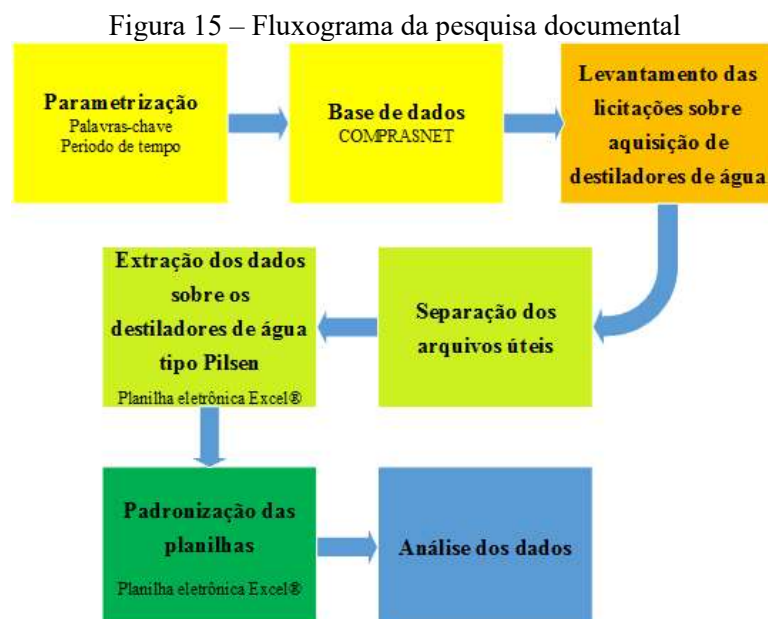 Figura 15 – Fluxograma da pesquisa documental
Parametrização
Palavras-chave
Periodo de tempo
Base de dados
COMPRASNET
Levantamento das
licitações sobre
aquisição de
destiladores de água
Extração dos dados
sobre os
destiladores de água
tipo Pilsen
Planilha eletrônica Excel®
Separação dos
arquivos úteis
Padronização das
planilhas
Planilha eletrônica Excel®
Análise dos dados